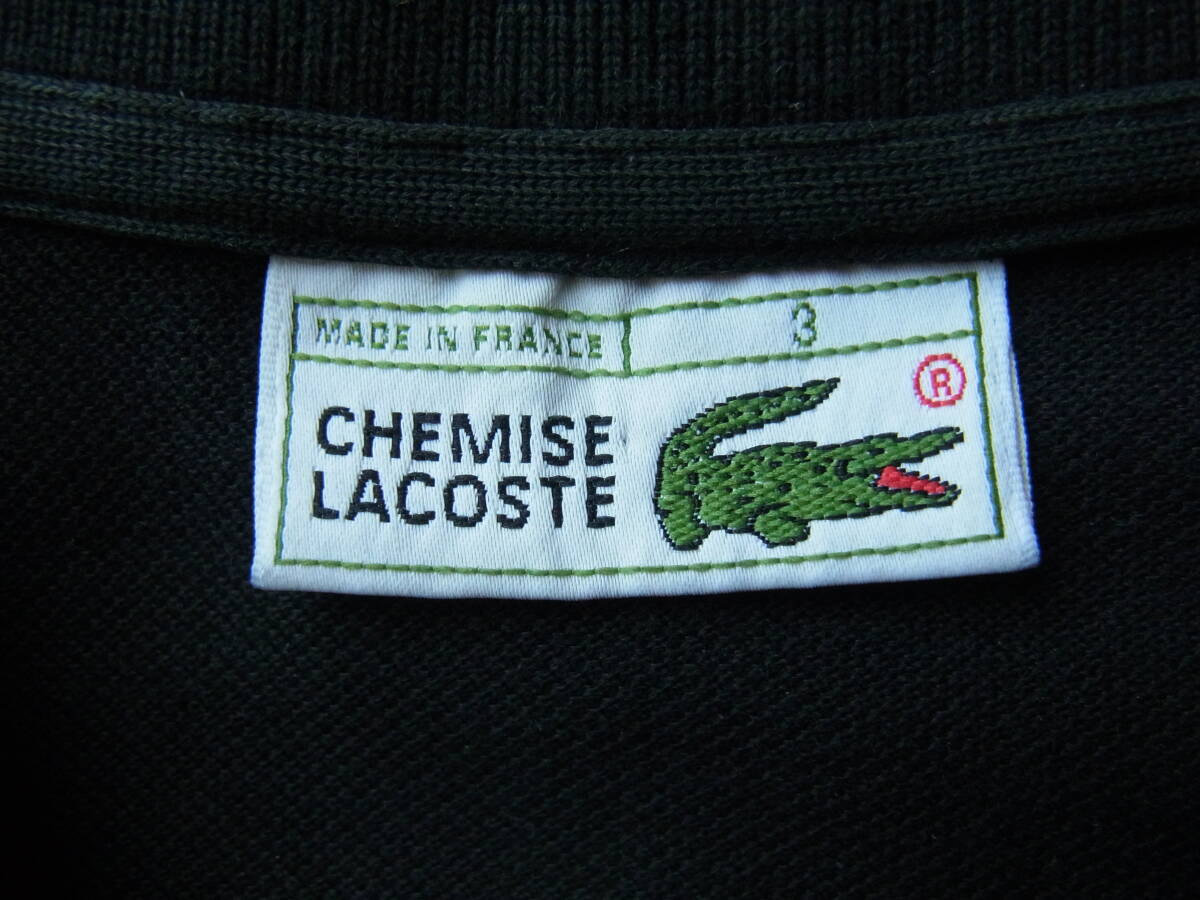 MADE IN FRANCE 3
CHEMISE
LACOSTE
®